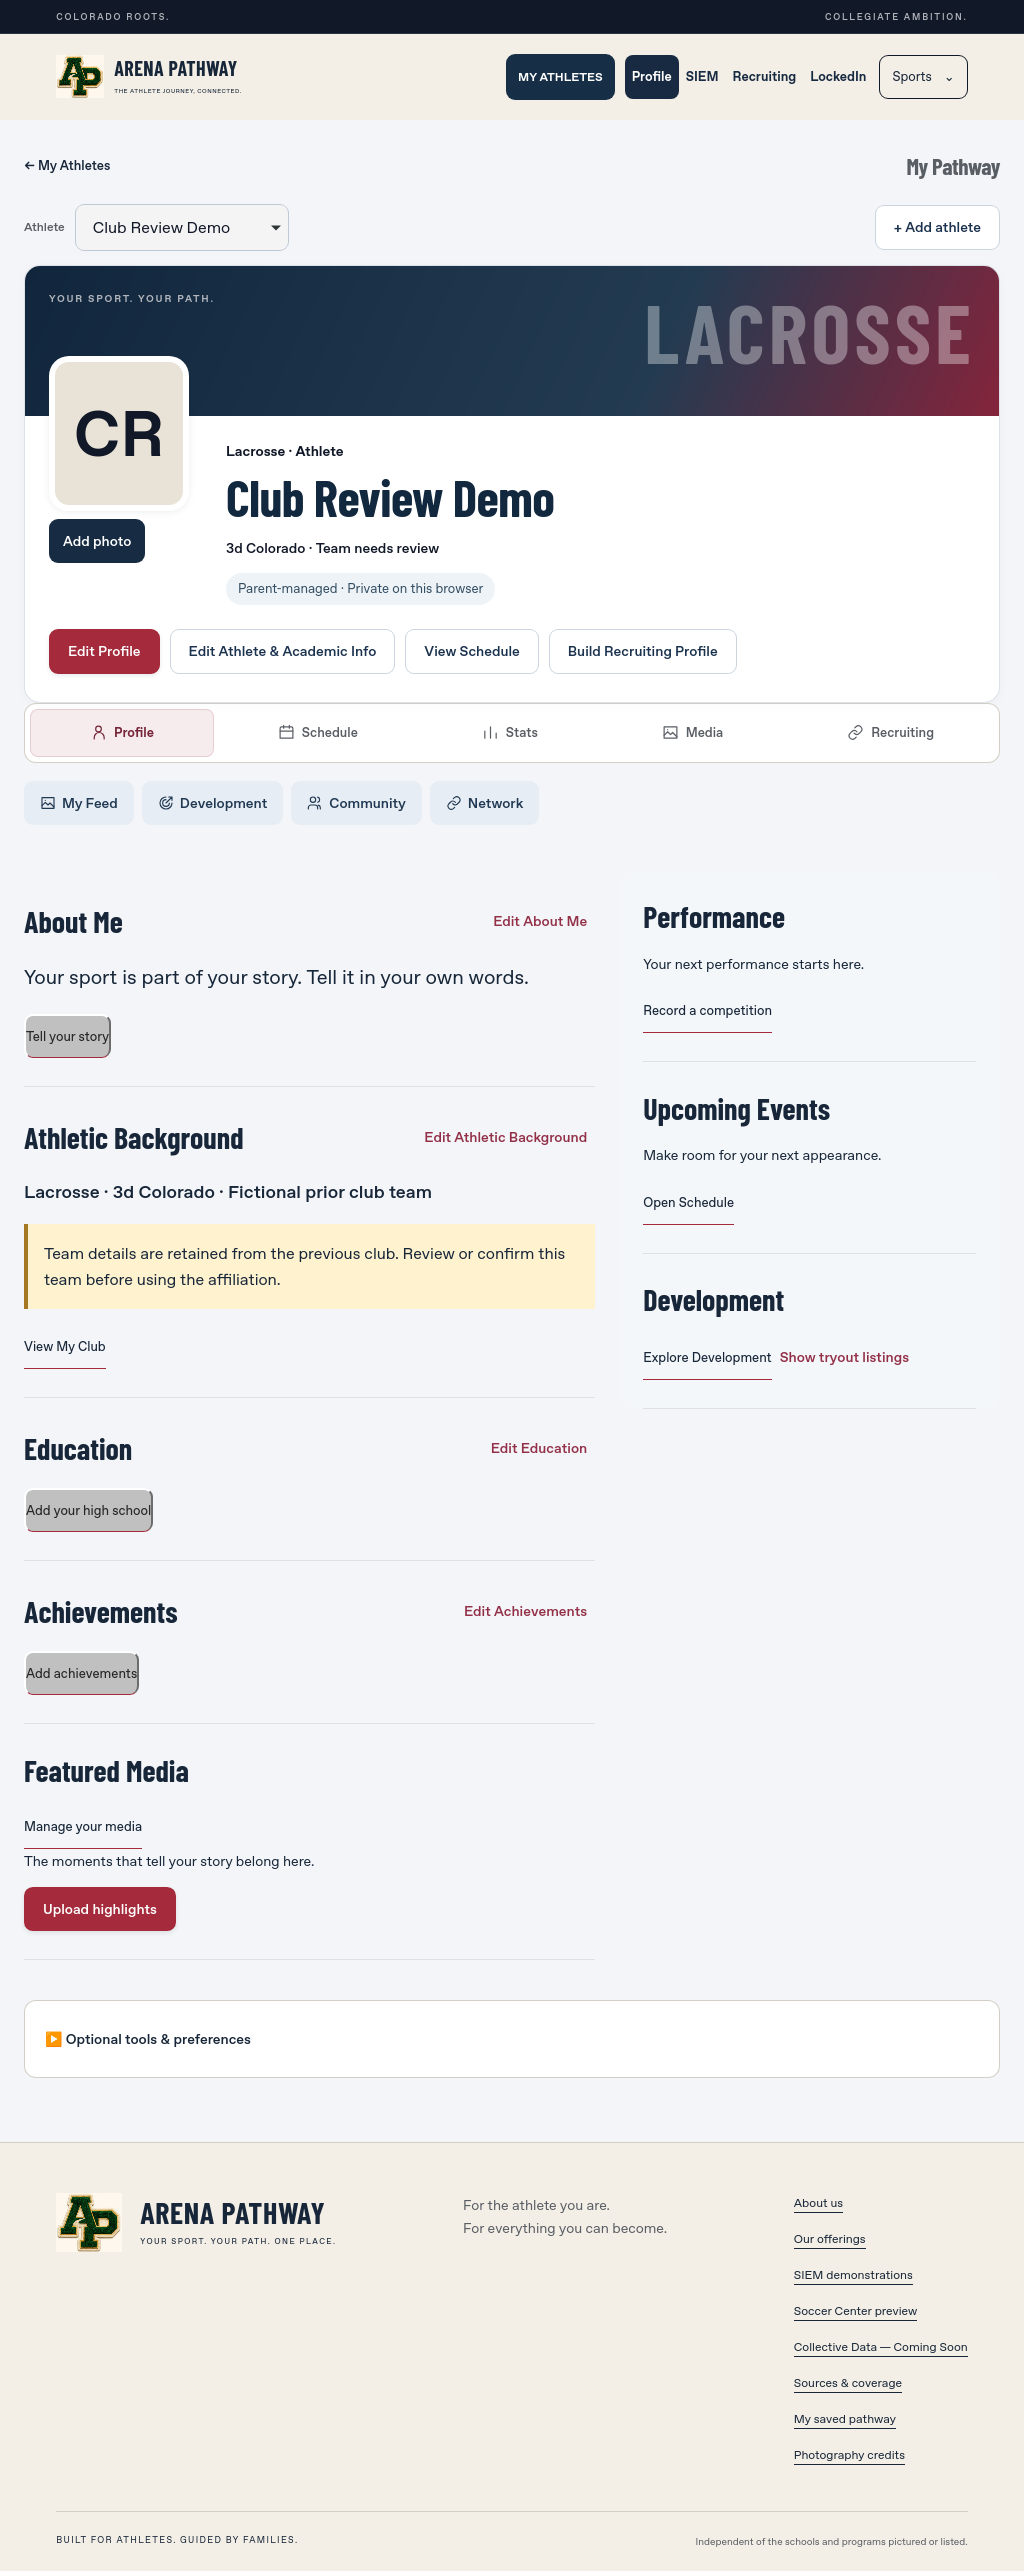 COLORADO ROOTS.
COLLEGIATE AMBITION.
AP
ARENA PATHWAY
THE ATHLETE JOURNEY, CONNECTED.
MY ATHLETES
Profile
SIEM
Recruiting
LockedIn
Sports
← My Athletes
My Pathway
Athlete
Club Review Demo
+ Add athlete
YOUR SPORT. YOUR PATH.
LACROSSE
CR
Lacrosse · Athlete
Club Review Demo
3d Colorado · Team needs review
Parent-managed · Private on this browser
Add photo
Edit Profile
Edit Athlete & Academic Info
View Schedule
Build Recruiting Profile
Profile
Schedule
Stats
Media
Recruiting
My Feed
Development
Community
Network
About Me
Edit About Me
Your sport is part of your story. Tell it in your own words.
Tell your story
Athletic Background
Edit Athletic Background
Lacrosse · 3d Colorado · Fictional prior club team
Team details are retained from the previous club. Review or confirm this
team before using the affiliation.
View My Club
Education
Edit Education
Add your high school
Achievements
Edit Achievements
Add achievements
Featured Media
Manage your media
The moments that tell your story belong here.
Upload highlights
Performance
Your next performance starts here.
Record a competition
Upcoming Events
Make room for your next appearance.
Open Schedule
Development
Explore Development
Show tryout listings
Optional tools & preferences
AP
ARENA PATHWAY
YOUR SPORT. YOUR PATH. ONE PLACE.
For the athlete you are.
For everything you can become.
About us
Our offerings
SIEM demonstrations
Soccer Center preview
Collective Data — Coming Soon
Sources & coverage
My saved pathway
Photography credits
BUILT FOR ATHLETES. GUIDED BY FAMILIES.
Independent of the schools and programs pictured or listed.